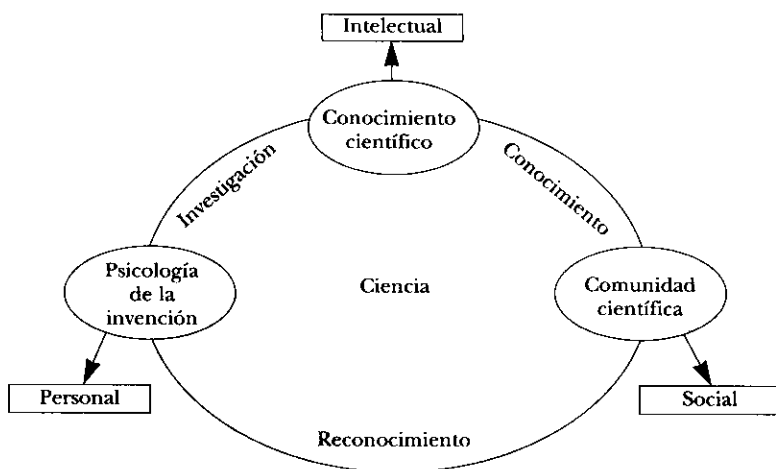 Intelectual
Conocimiento
científico
Investigación
Conocimiento
Psicología
de la
invención
Ciencia
Comunidad
científica
Personal
Social
Reconocimiento